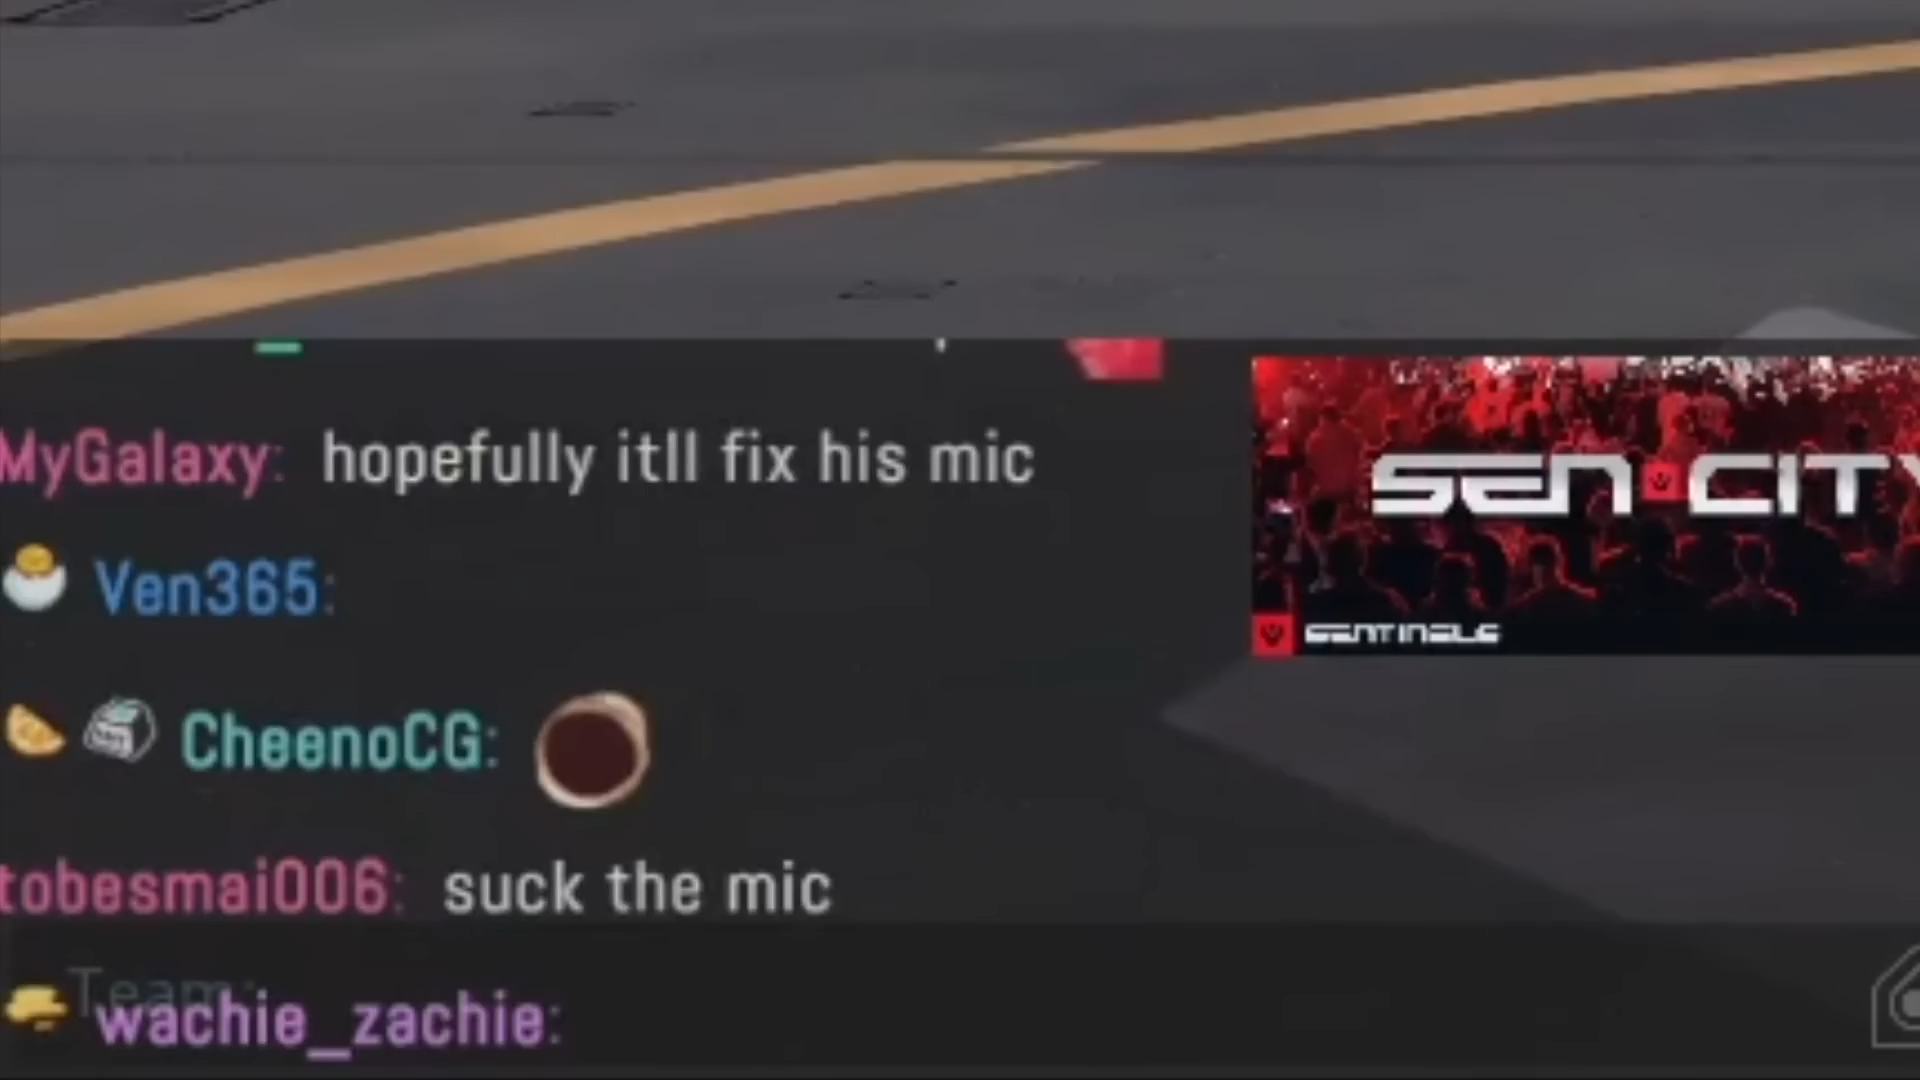 MyGalaxy: hopefully itll fix his mic
SEN CITY
Ven365:
SENTINELS
CheenoCG:
tobesmai006: suck the mic
Team:
wachie_zachie: